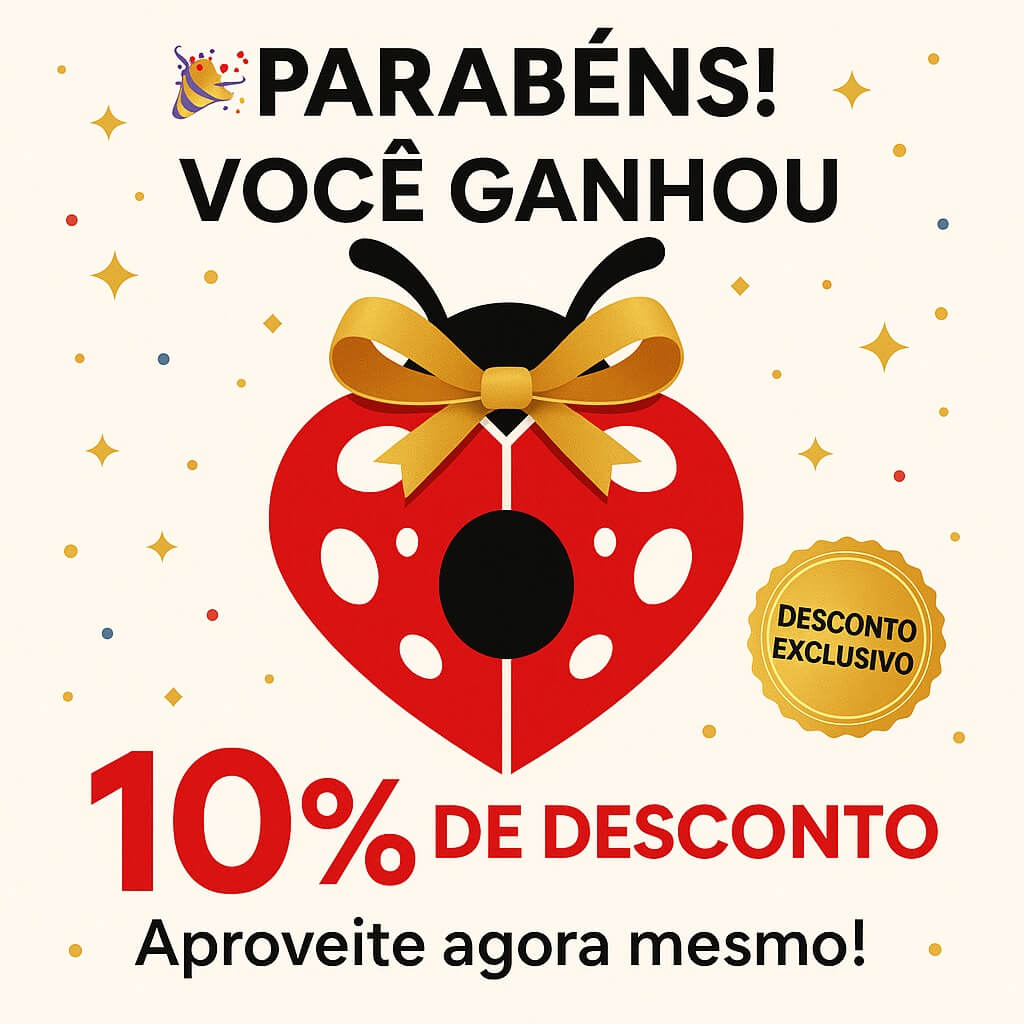 PARABÉNS!
VOCÊ GANHOU
DESCONTO
EXCLUSIVO
10% DE DESCONTO
Aproveite agora mesmo!